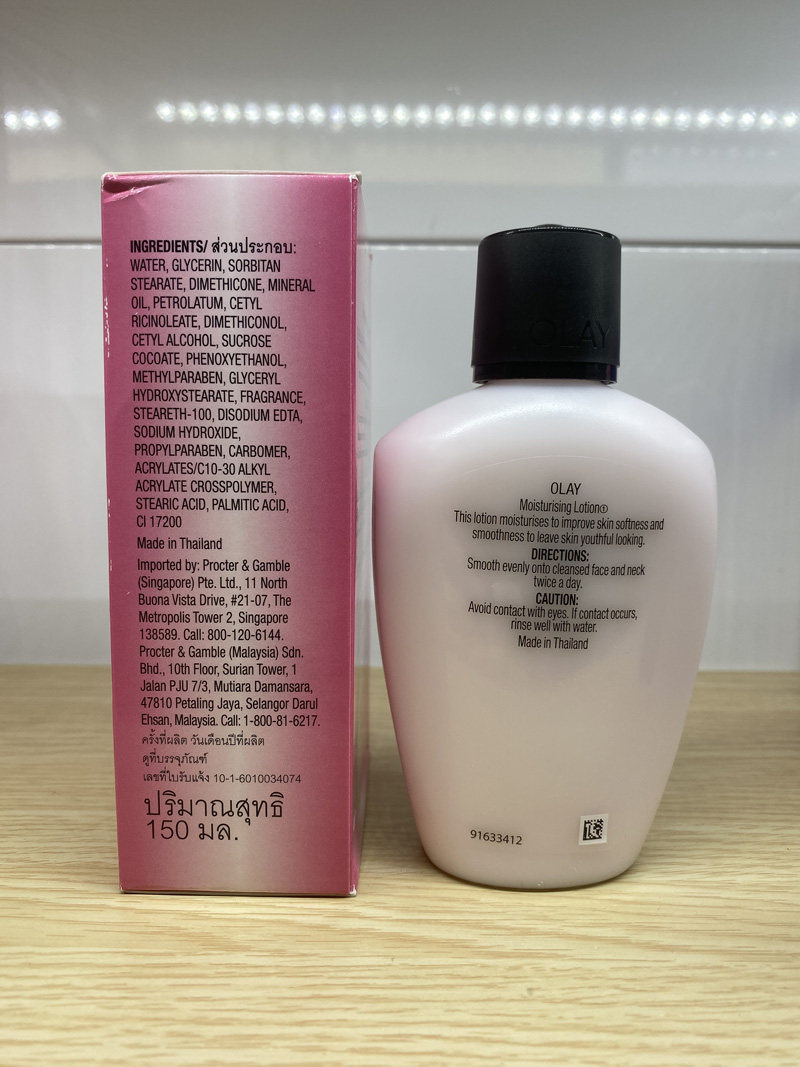 INGREDIENTS/ ส่วนประกอบ:
WATER, GLYCERIN, SORBITAN
STEARATE, DIMETHICONE, MINERAL
OIL, PETROLATUM, CETYL
RICINOLEATE, DIMETHICONOL,
CETYL ALCOHOL, SUCROSE
COCOATE, PHENOXYETHANOL,
METHYLPARABEN, GLYCERYL
HYDROXYSTEARATE, FRAGRANCE,
STEARETH-100, DISODIUM EDTA,
SODIUM HYDROXIDE,
PROPYLPARABEN, CARBOMER,
ACRYLATES/C10-30 ALKYL
ACRYLATE CROSSPOLYMER,
STEARIC ACID, PALMITIC ACID,
CI 17200
Made in Thailand
Imported by: Procter & Gamble
(Singapore) Pte. Ltd., 11 North
Buona Vista Drive, #21-07, The
Metropolis Tower 2, Singapore
138589. Call: 800-120-6144.
Procter & Gamble (Malaysia) Sdn.
Bhd., 10th Floor, Surian Tower, 1
Jalan PJU 7/3, Mutiara Damansara,
47810 Petaling Jaya, Selangor Darul
Ehsan, Malaysia. Call: 1-800-81-6217.
ครั้งที่ผลิต วันเดือนปีที่ผลิต
ดูที่บรรจุภัณฑ์
เลขที่ใบรับแจ้ง 10-1-6010034074
ปริมาณสุทธิ
150 มล.
OLAY
OLAY
Moisturising Lotion
This lotion moisturises to improve skin softness and
smoothness to leave skin youthful looking.
DIRECTIONS:
Smooth evenly onto cleansed face and neck
twice a day.
CAUTION:
Avoid contact with eyes. If contact occurs,
rinse well with water.
Made in Thailand
91633412